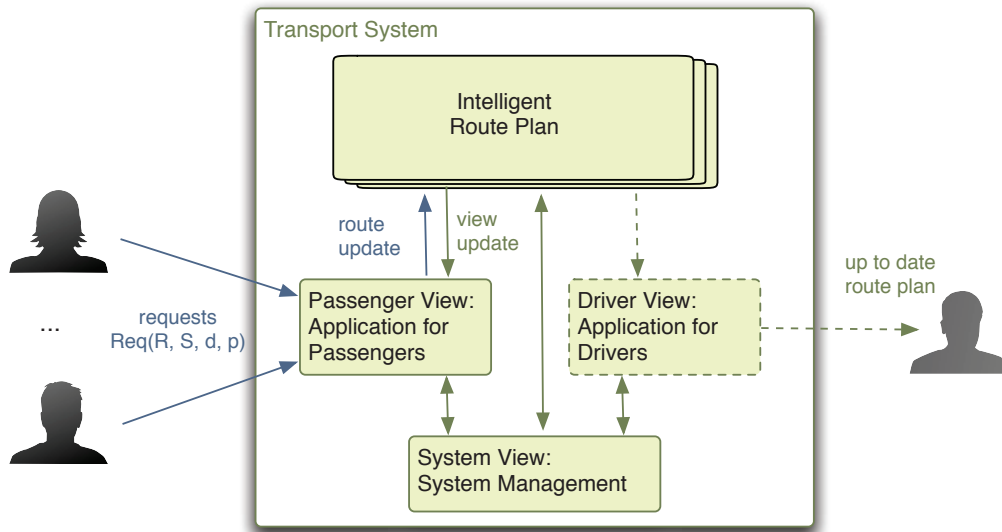 Transport System
Intelligent
Route Plan
route
update
view
update
up to date
route plan
...
requests
Req(R, S, d, p)
Passenger View:
Application for
Passengers
Driver View:
Application for
Drivers
System View:
System Management